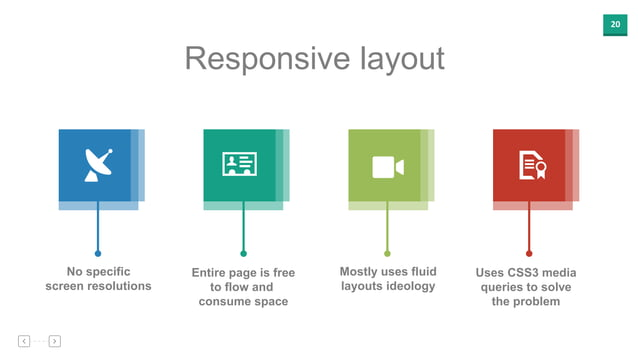 20
Responsive layout
No specific
screen resolutions
Entire page is free
to flow and
consume space
Mostly uses fluid
layouts ideology
Uses CSS3 media
queries to solve
the problem